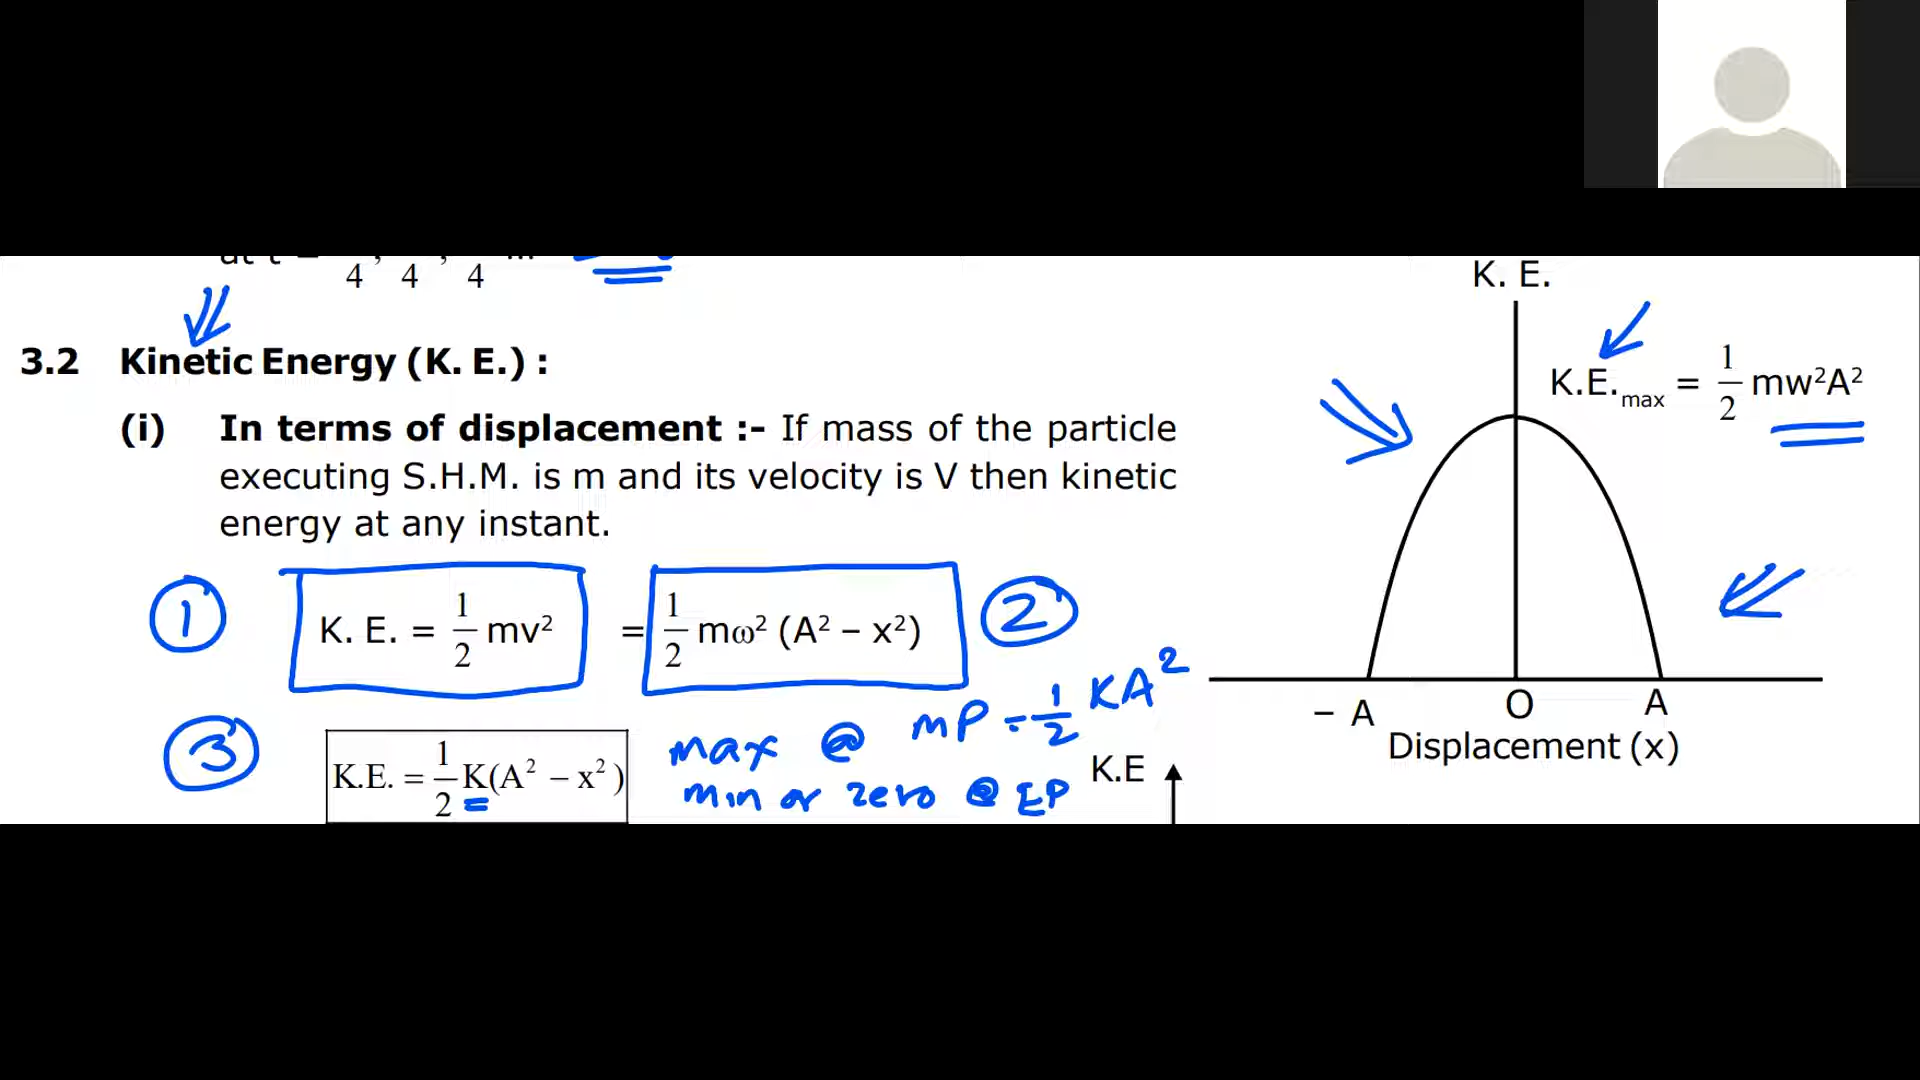 4 4 4
3.2 Kinetic Energy (K. E.) :
(i) In terms of displacement :- If mass of the particle
executing S.H.M. is m and its velocity is V then kinetic
energy at any instant.
① K. E. = 1/2 mv² = 1/2 mω² (A² – x²) ②
③ K.E. = 1/2 K(A² – x²)
max @ MP = 1/2 KA²
min or zero @ EP
K. E.
K.E.max = 1/2 mw²A²
– A O A
Displacement (x)
K.E